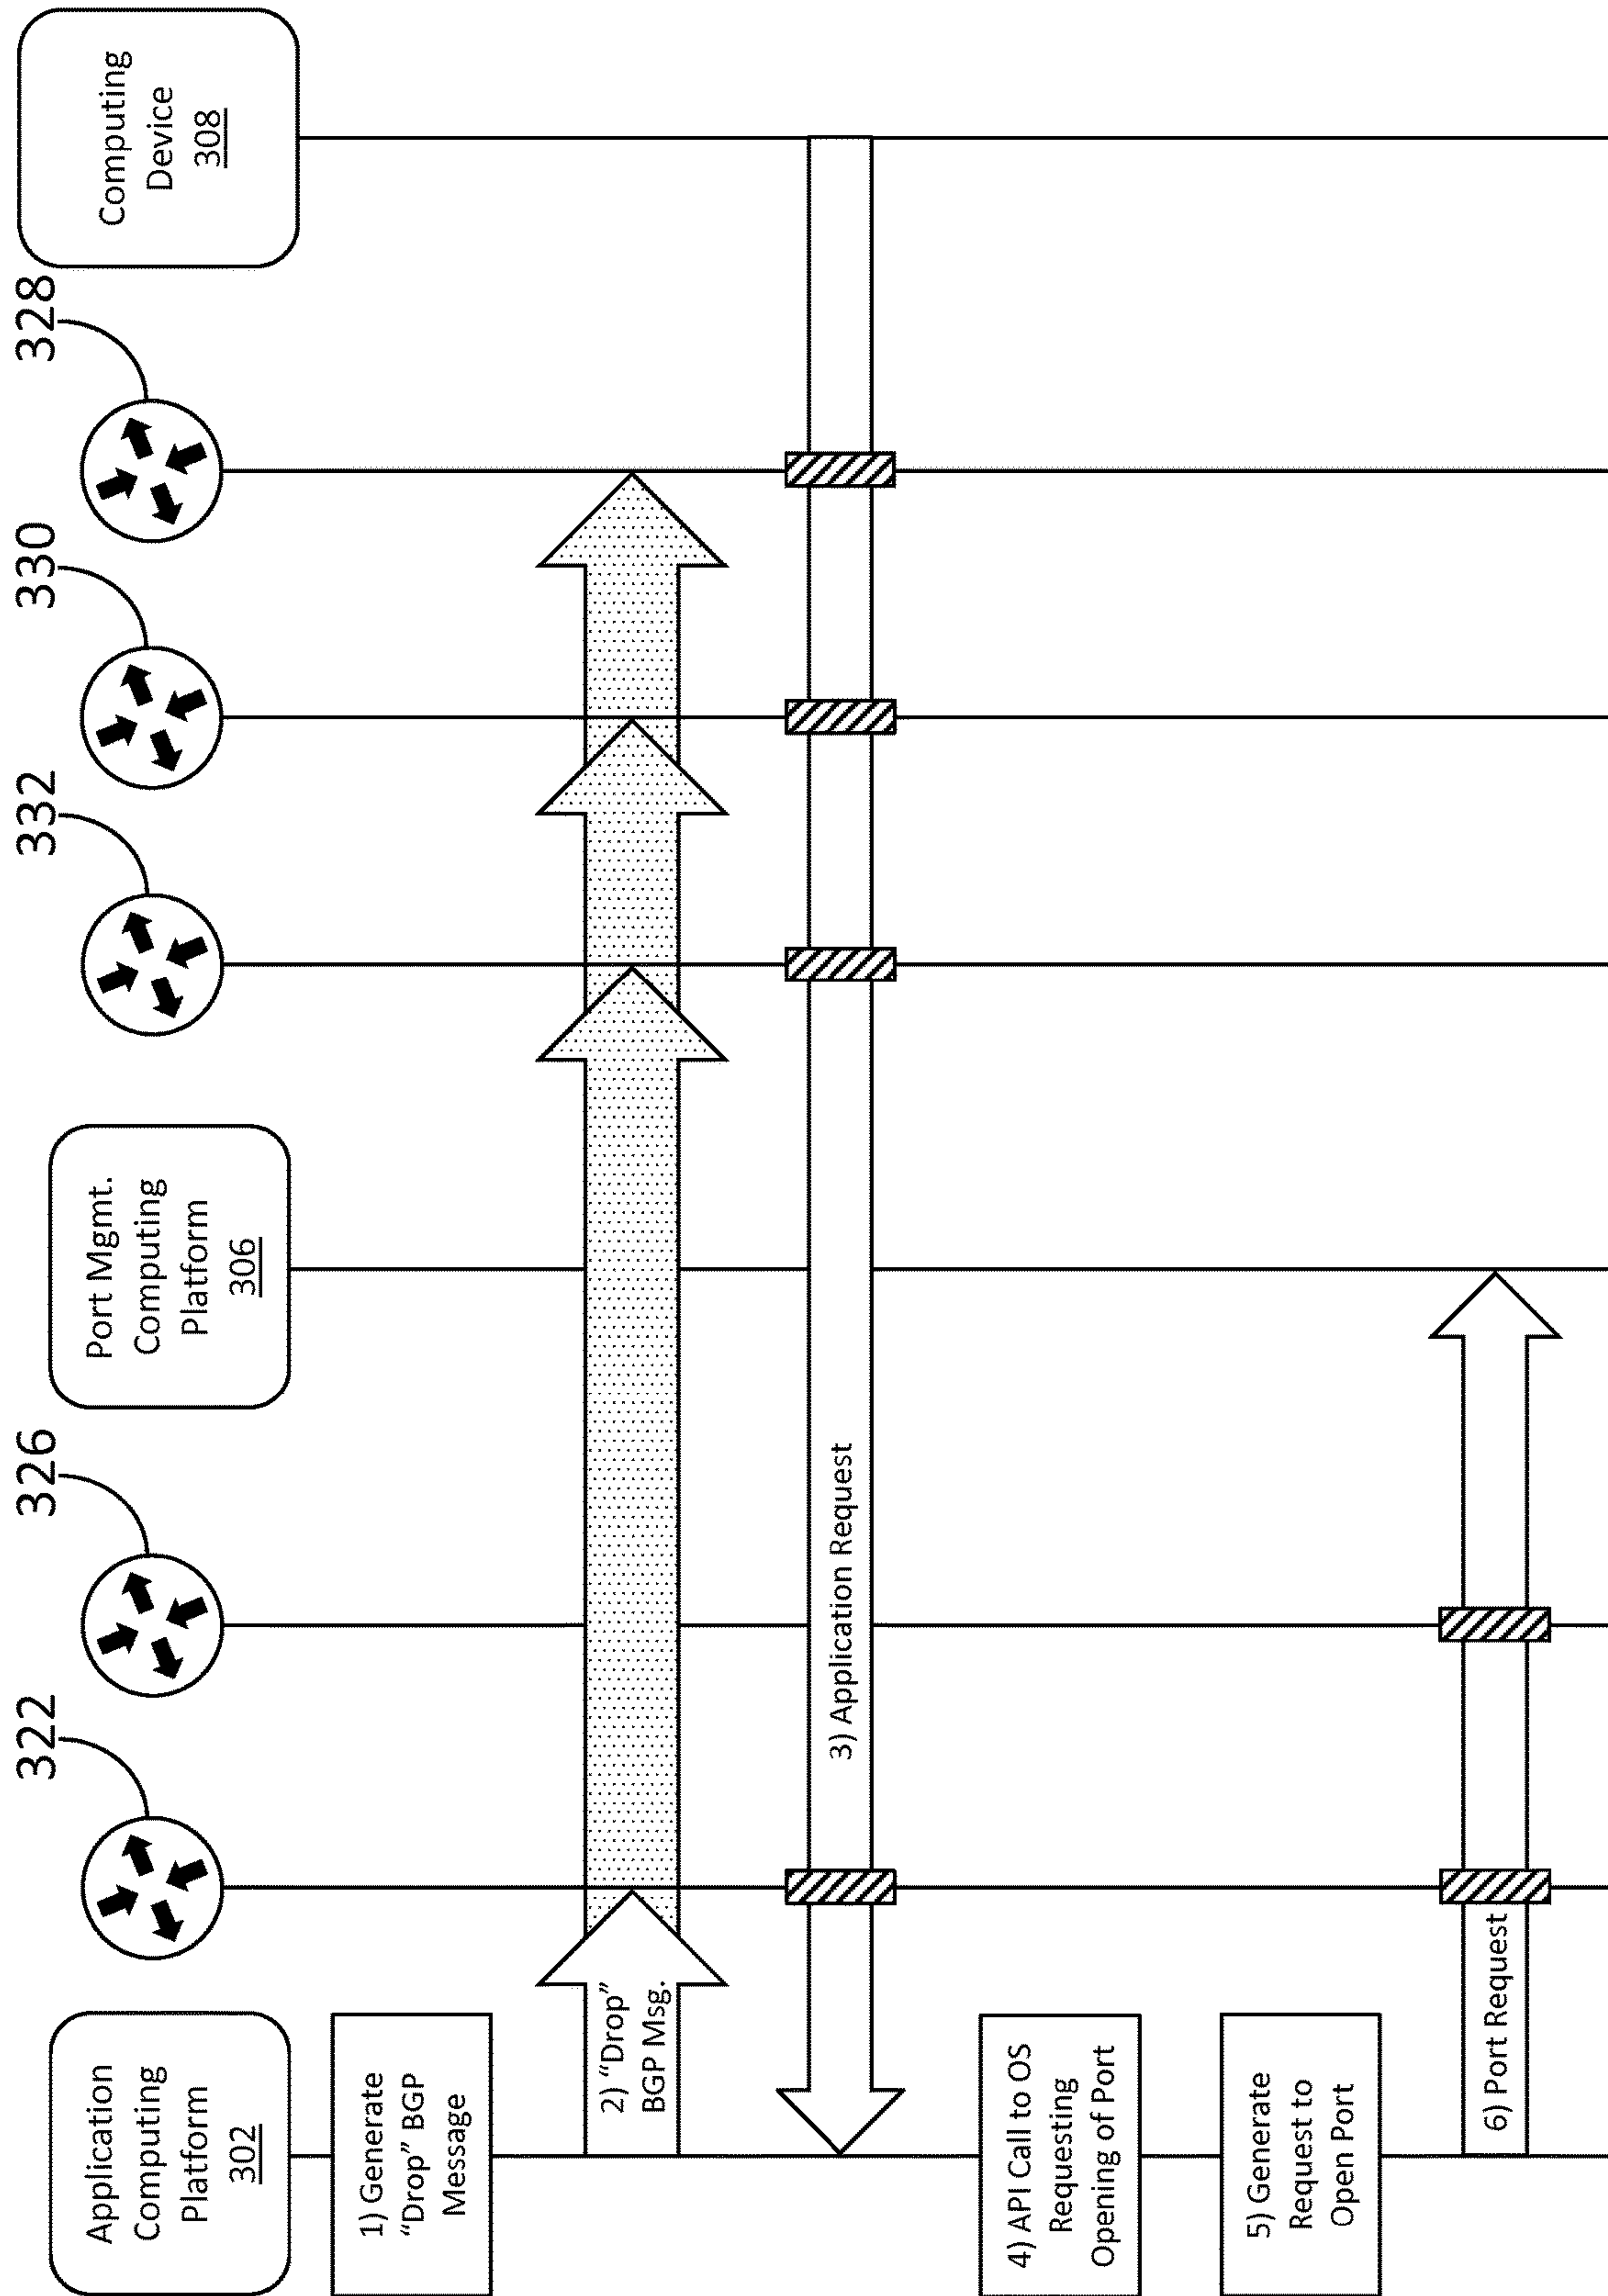 Application
Computing
Platform
302
322
326
Port Mgmt.
Computing
Platform
306
332
330
328
Computing
Device
308
1) Generate
“Drop” BGP
Message
2) “Drop”
BGP Msg.
3) Application Request
4) API Call to OS
Requesting
Opening of Port
5) Generate
Request to
Open Port
6) Port Request